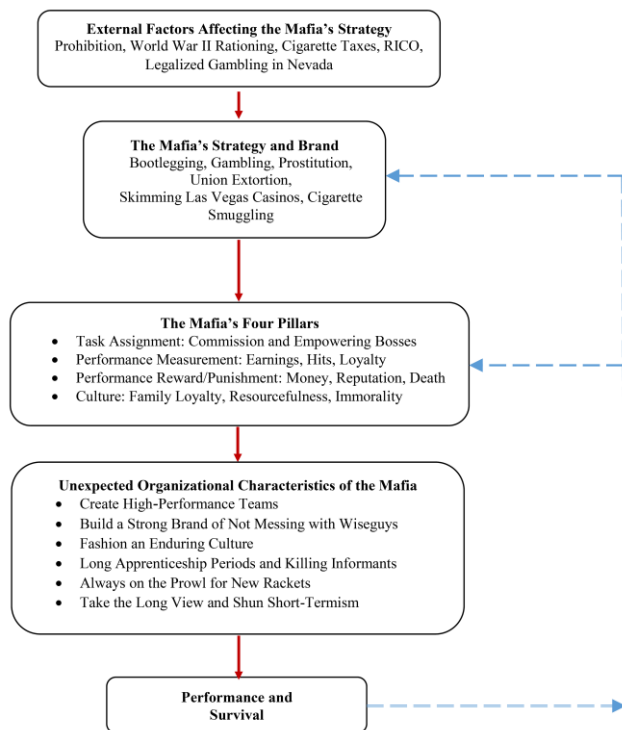 External Factors Affecting the Mafia's Strategy
Prohibition, World War II Rationing, Cigarette Taxes, RICO,
Legalized Gambling in Nevada
The Mafia's Strategy and Brand
Bootlegging, Gambling, Prostitution,
Union Extortion,
Skimming Las Vegas Casinos, Cigarette
Smuggling
The Mafia's Four Pillars
• Task Assignment: Commission and Empowering Bosses
• Performance Measurement: Earnings, Hits, Loyalty
• Performance Reward/Punishment: Money, Reputation, Death
• Culture: Family Loyalty, Resourcefulness, Immorality
Unexpected Organizational Characteristics of the Mafia
• Create High-Performance Teams
• Build a Strong Brand of Not Messing with Wiseguys
• Fashion an Enduring Culture
• Long Apprenticeship Periods and Killing Informants
• Always on the Prowl for New Rackets
• Take the Long View and Shun Short-Termism
Performance and
Survival